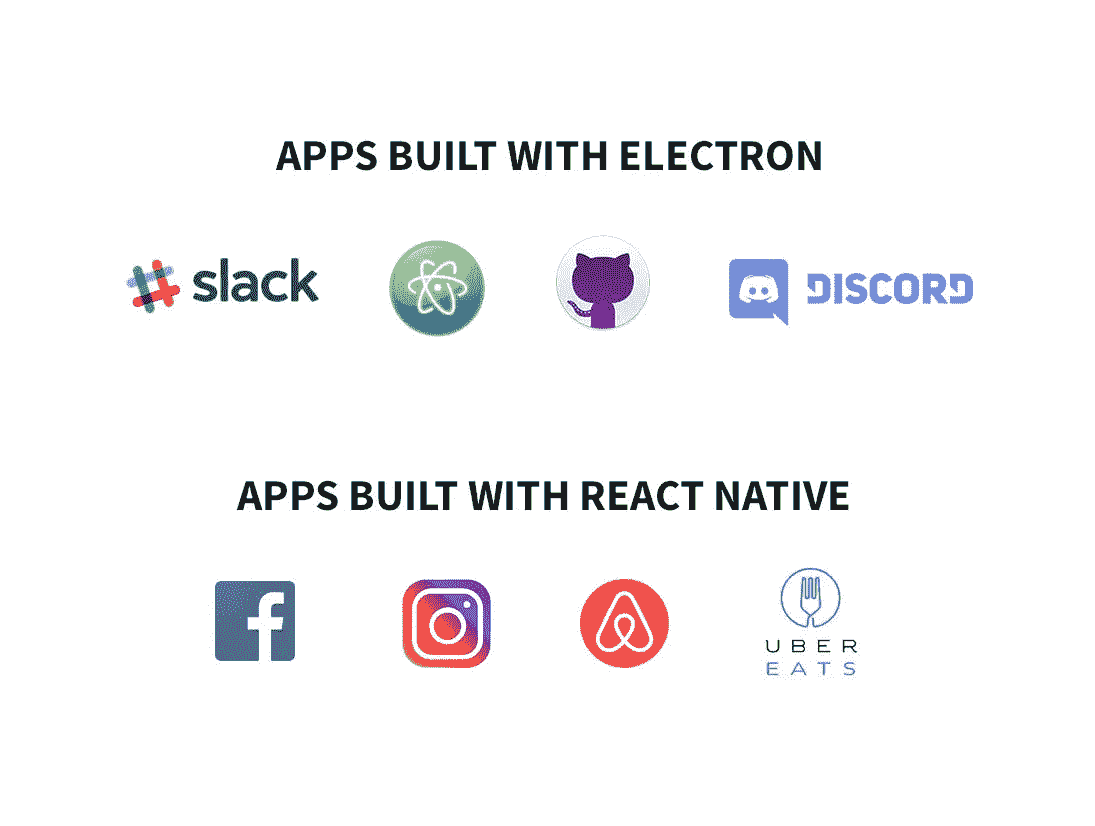 APPS BUILT WITH ELECTRON
slack
DISCORD
APPS BUILT WITH REACT NATIVE
f
UBER
EATS